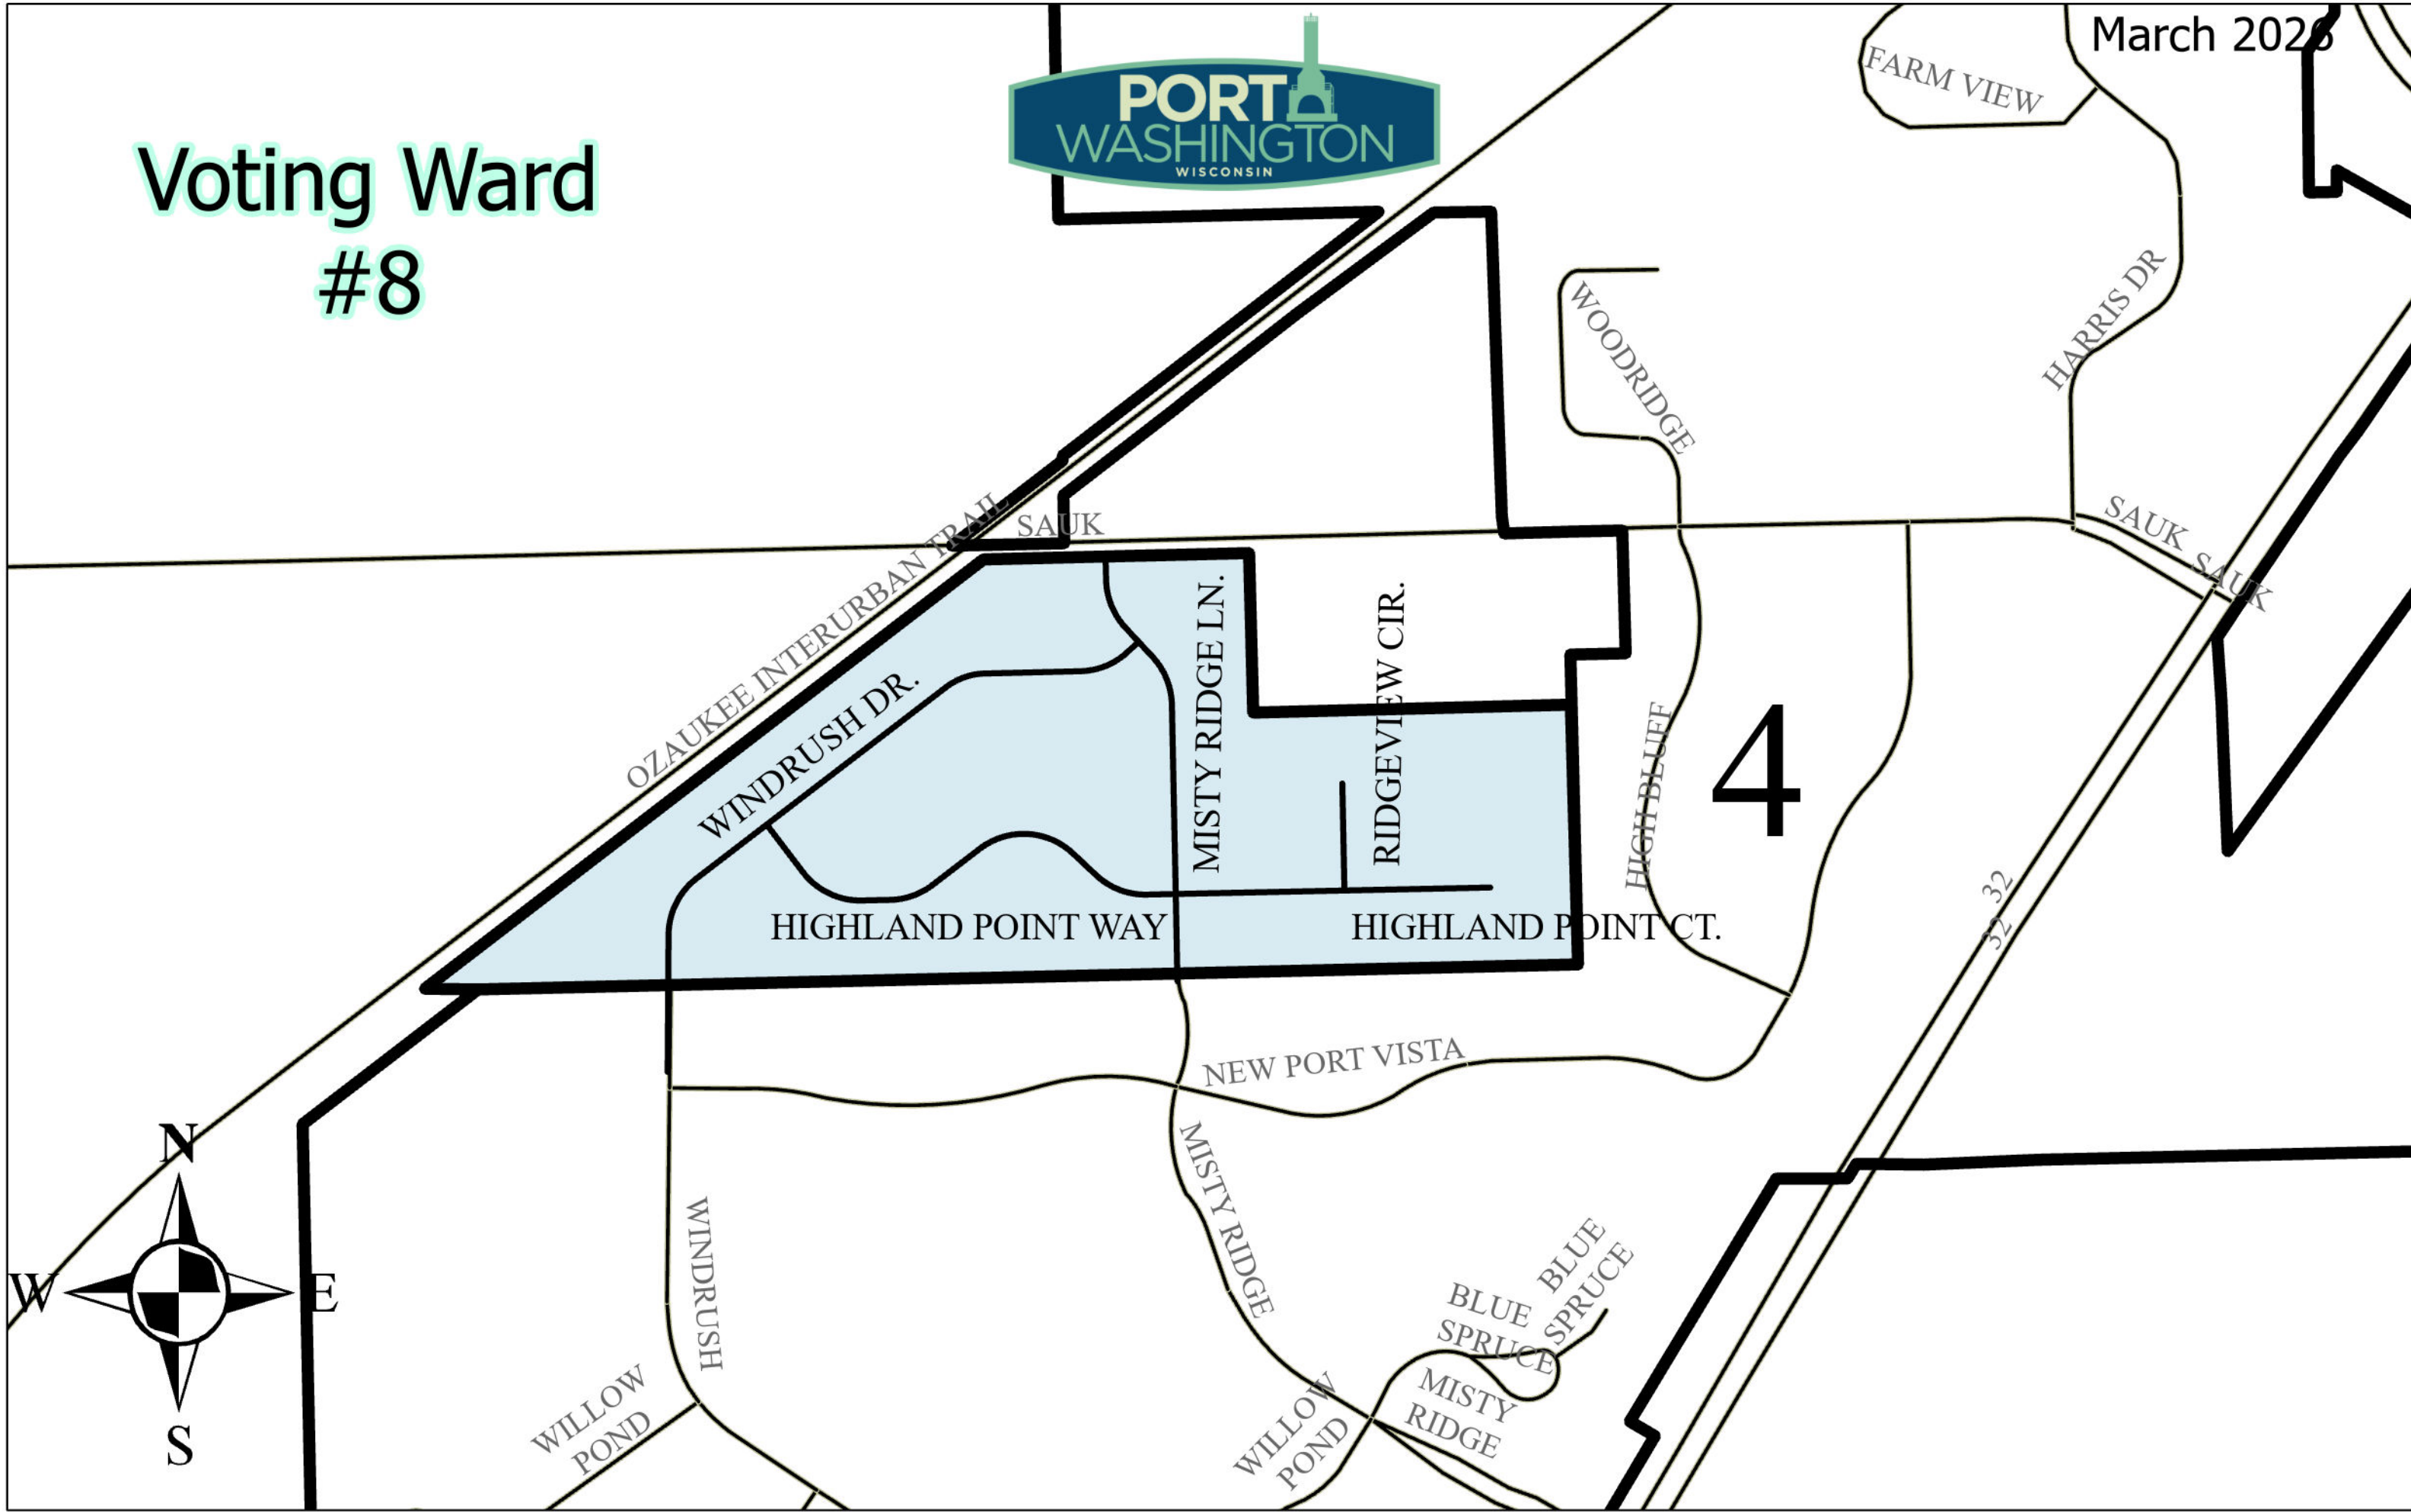 March 2026
PORT
WASHINGTON
WISCONSIN
Voting Ward
#8
FARM VIEW
HARRIS DR
WOODRIDGE
SAUK
SAUK
SAUK
OZAUKEE INTERURBAN TRAIL
WINDRUSH DR.
MISTY RIDGE LN.
RIDGEVIEW CIR.
HIGH BLUFF
4
HIGHLAND POINT WAY
HIGHLAND POINT CT.
32
32
NEW PORT VISTA
MISTY RIDGE
WINDRUSH
WILLOW
POND
WILLOW
POND
BLUE
SPRUCE
BLUE
SPRUCE
MISTY
RIDGE
N
W
E
S